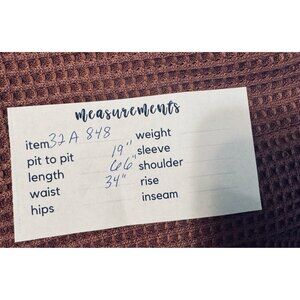 measurements
item 32A 848 weight
pit to pit 19" sleeve
length 66" shoulder
waist 34" rise
hips inseam